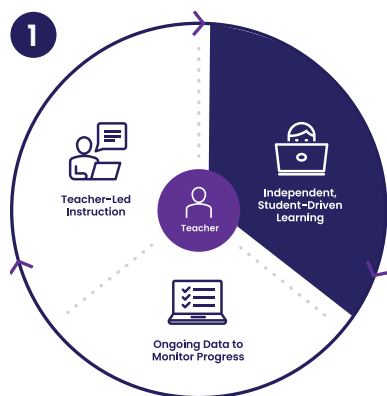 1
Teacher-Led
Instruction
Independent,
Student-Driven
Learning
Teacher
Ongoing Data to
Monitor Progress